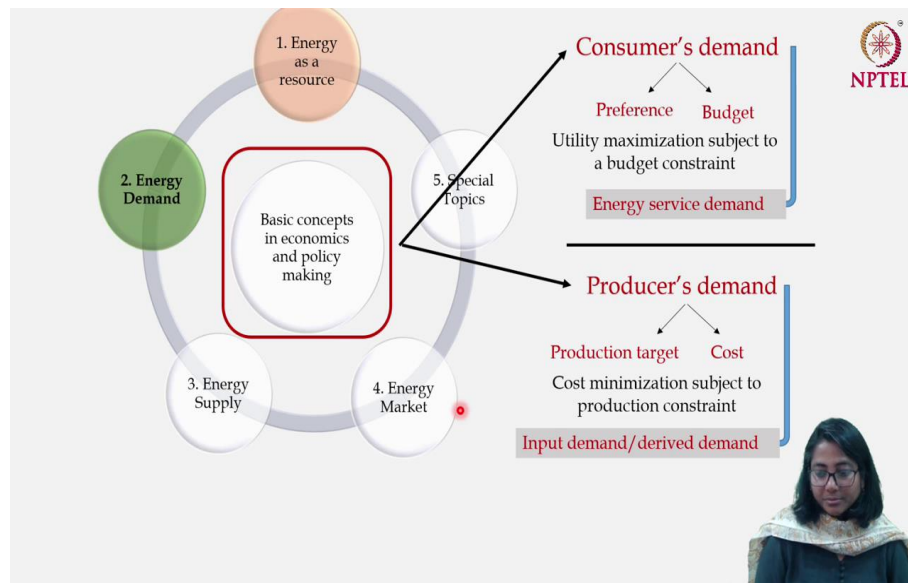 1. Energy
as a
resource
2. Energy
Demand
Basic concepts
in economics
and policy
making
5. Special
Topics
3. Energy
Supply
4. Energy
Market
Consumer's demand
Preference Budget
Utility maximization subject to
a budget constraint
Energy service demand
Producer's demand
Production target Cost
Cost minimization subject to
production constraint
Input demand/derived demand
®
NPTEL